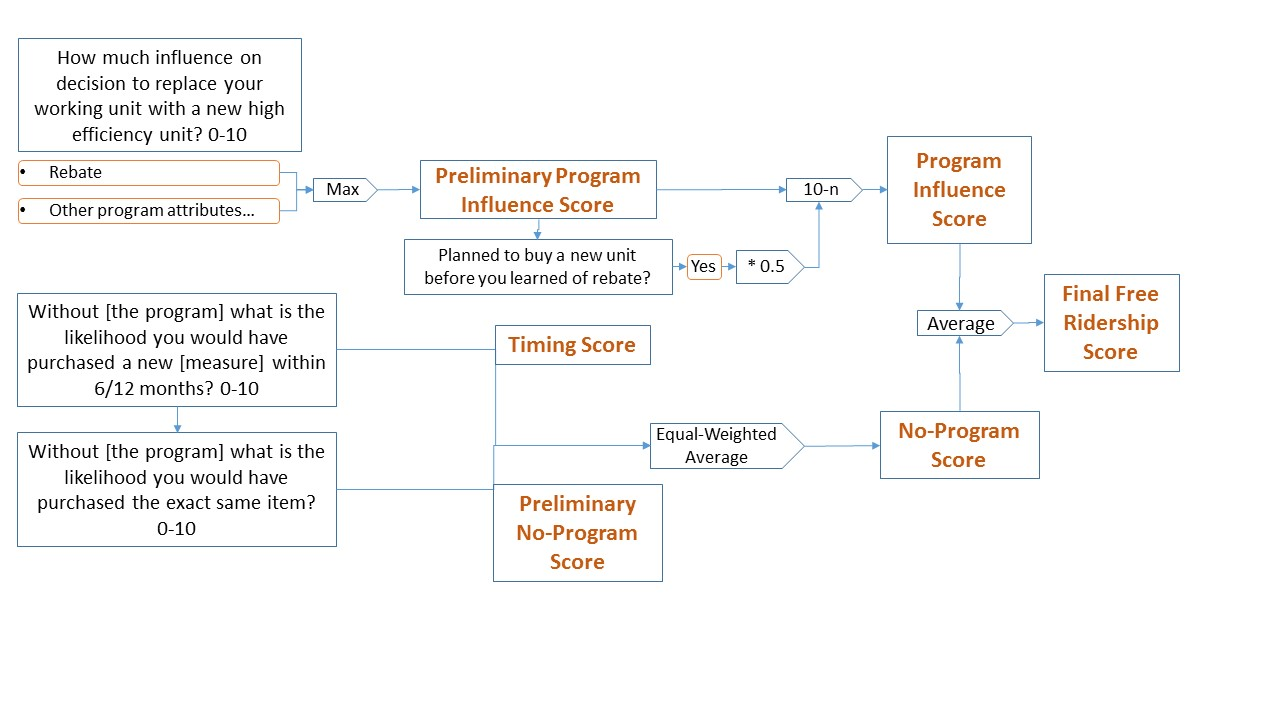 How much influence on
decision to replace your
working unit with a new high
efficiency unit? 0-10
• Rebate
• Other program attributes…
Max
Preliminary Program
Influence Score
10-n
Program
Influence
Score
Planned to buy a new unit
before you learned of rebate?
Yes
* 0.5
Without [the program] what is the
likelihood you would have
purchased a new [measure] within
6/12 months? 0-10
Timing Score
Average
Final Free
Ridership
Score
Without [the program] what is the
likelihood you would have
purchased the exact same item?
0-10
Equal-Weighted
Average
No-Program
Score
Preliminary
No-Program
Score